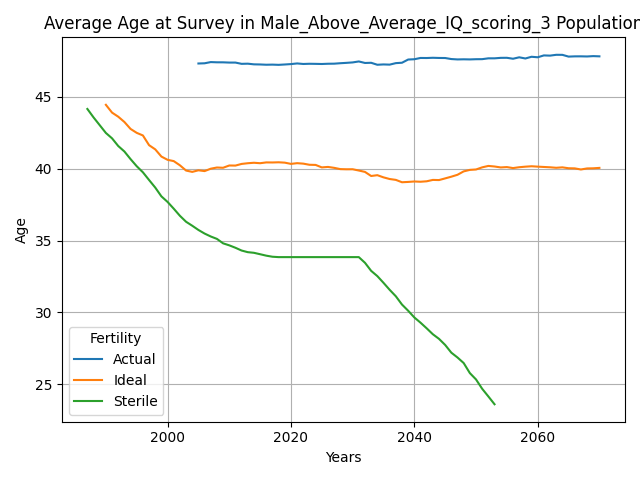 Average Age at Survey in Male_Above_Average_IQ_scoring_3 Population
Age
45
40
35
30
25
Fertility
Actual
Ideal
Sterile
2000 2020 2040 2060
Years